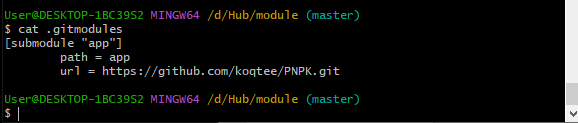 User@DESKTOP-1BC39S2 MINGW64 /d/Hub/module (master)
$ cat .gitmodules
[submodule "app"]
        path = app
        url = https://github.com/koqtee/PNPK.git

User@DESKTOP-1BC39S2 MINGW64 /d/Hub/module (master)
$